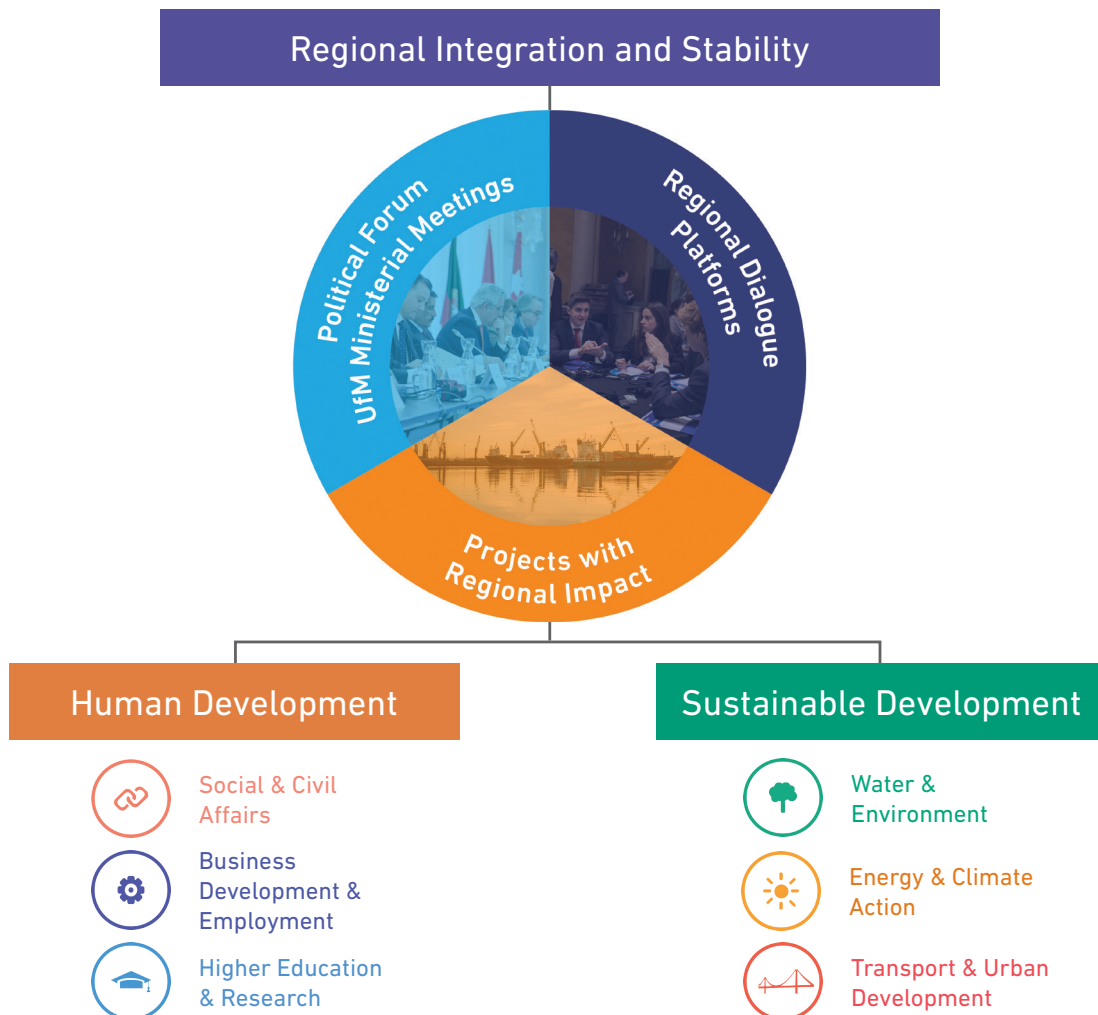 Regional Integration and Stability
Political Forum
UfM Ministerial Meetings
Regional Dialogue
Platforms
Projects with
Regional Impact
Human Development
Social & Civil
Affairs
Business
Development &
Employment
Higher Education
& Research
Sustainable Development
Water &
Environment
Energy & Climate
Action
Transport & Urban
Development